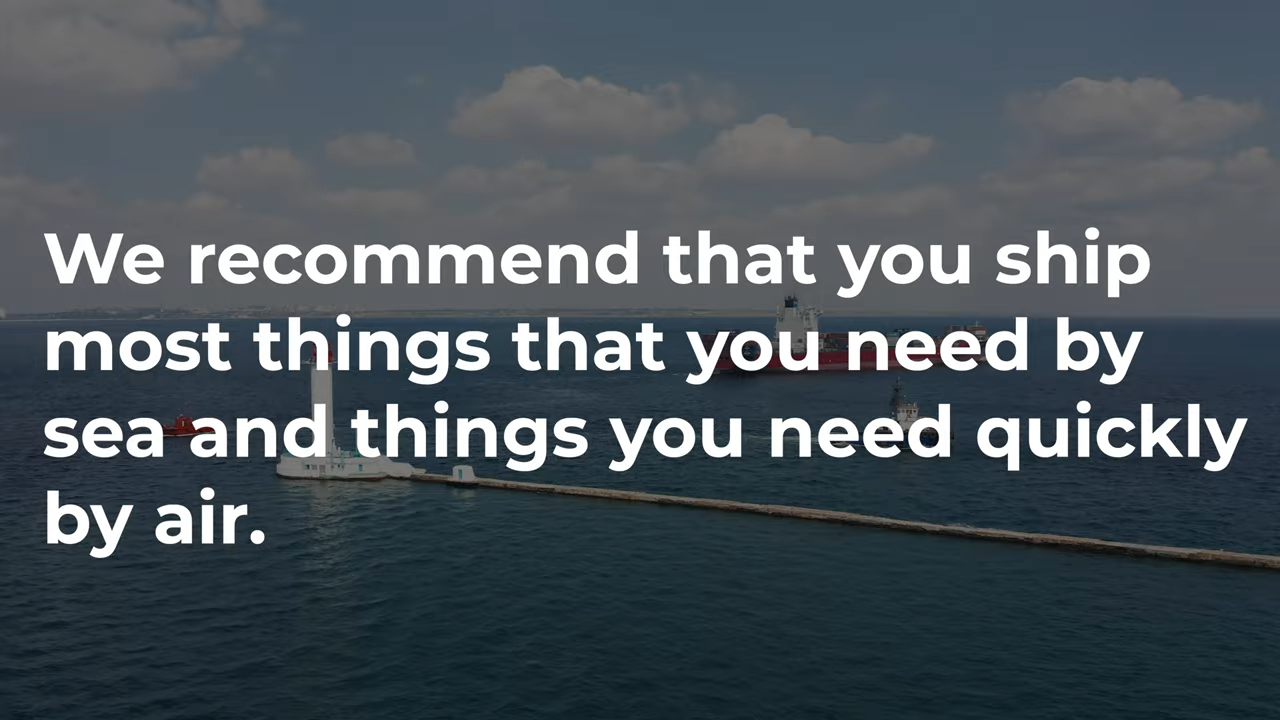 We recommend that you ship
most things that you need by
sea and things you need quickly
by air.